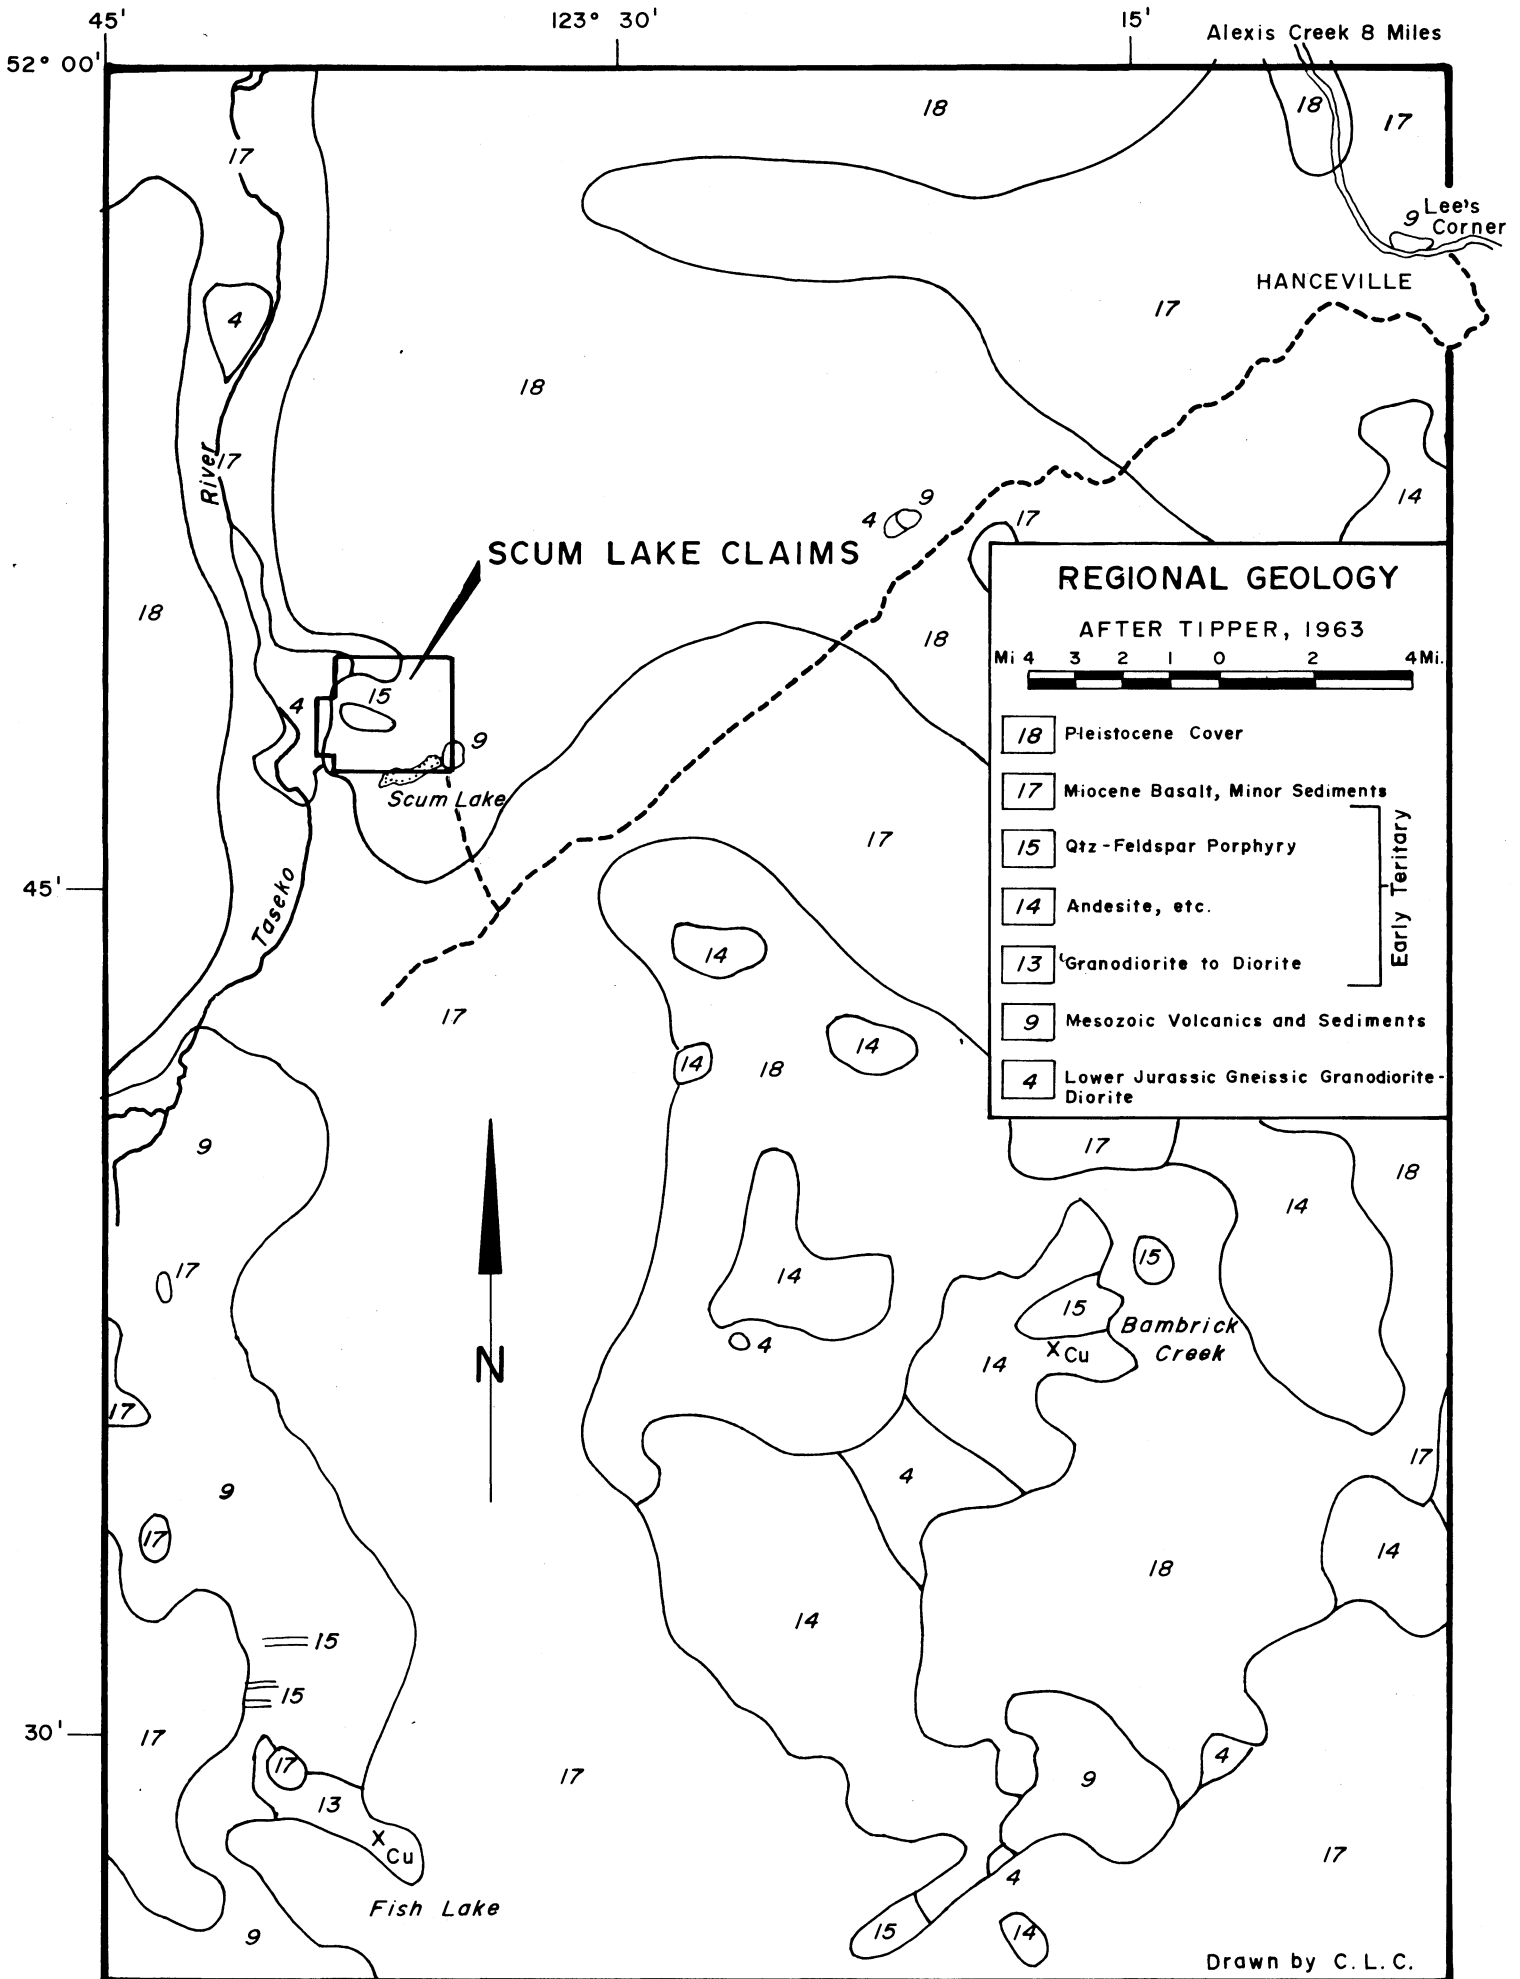 45' 123° 30' 15'
Alexis Creek 8 Miles
52° 00'
18
18
17
17
9
Lee's
Corner
HANCEVILLE
17
4
18
River
17
14
9
4
17
SCUM LAKE CLAIMS
18
18
4
15
9
Scum Lake
REGIONAL GEOLOGY
AFTER TIPPER, 1963
Mi 4 3 2 1 0 2 4 Mi.
18 Pleistocene Cover
17 Miocene Basalt, Minor Sediments
15 Qtz-Feldspar Porphyry
14 Andesite, etc.
13 Granodiorite to Diorite
Early Teritary
9 Mesozoic Volcanics and Sediments
4 Lower Jurassic Gneissic Granodiorite-
Diorite
17
45'
Taseko
14
17
14
14
18
9
17
18
14
17
15
14
15
Bambrick
Creek
4
14
X Cu
17
N
17
4
9
17
14
18
14
15
15
17
17
4
9
17
13
X Cu
17
30'
4
Fish Lake
15
14
9
Drawn by C. L. C.